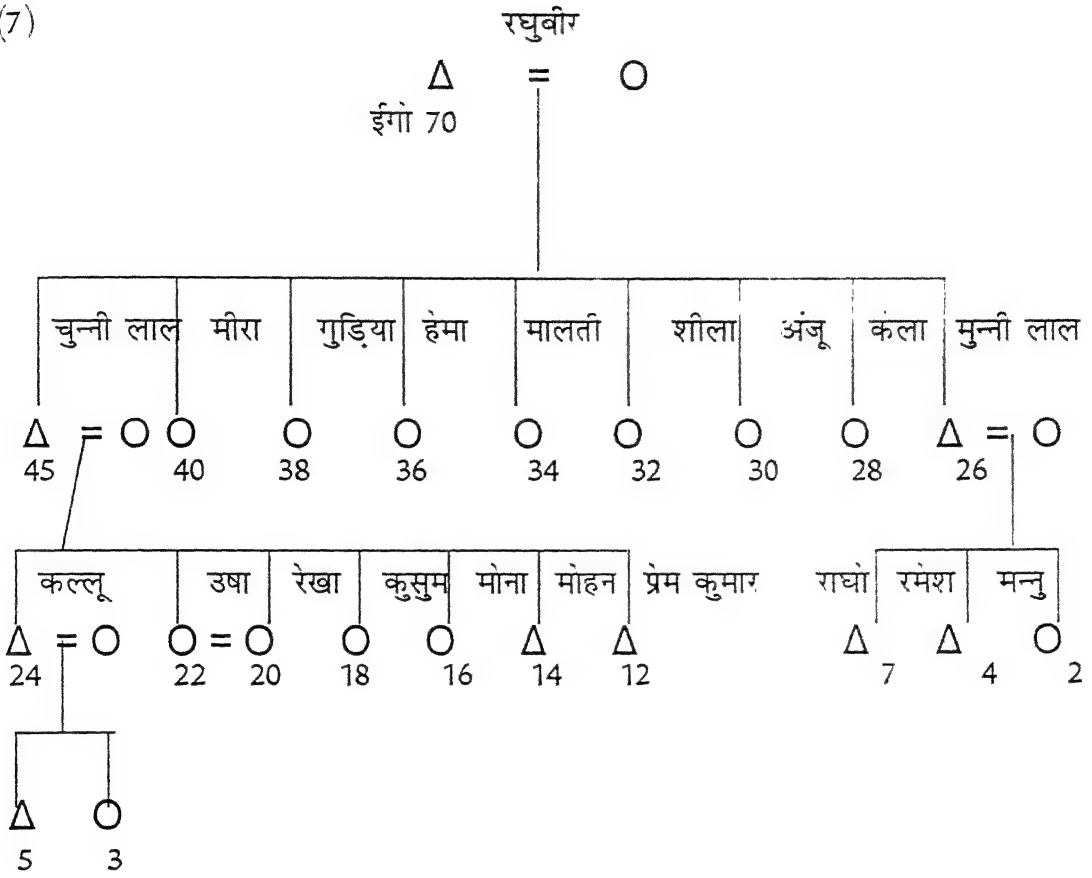 (7)
रघुबीर
Δ = O
ईगो 70
चुन्नी लाल मीरा गुड़िया हेमा मालती शीला अंजू कला मुन्नी लाल
Δ = O O O O O O O O Δ = O
45 40 38 36 34 32 30 28 26
कल्लू उषा रेखा कुसुम मोना मोहन प्रेम कुमार राघो रमेश मन्नु
Δ = O O = O O O Δ Δ Δ Δ O
24 22 20 18 16 14 12 7 4 2
Δ O
5 3